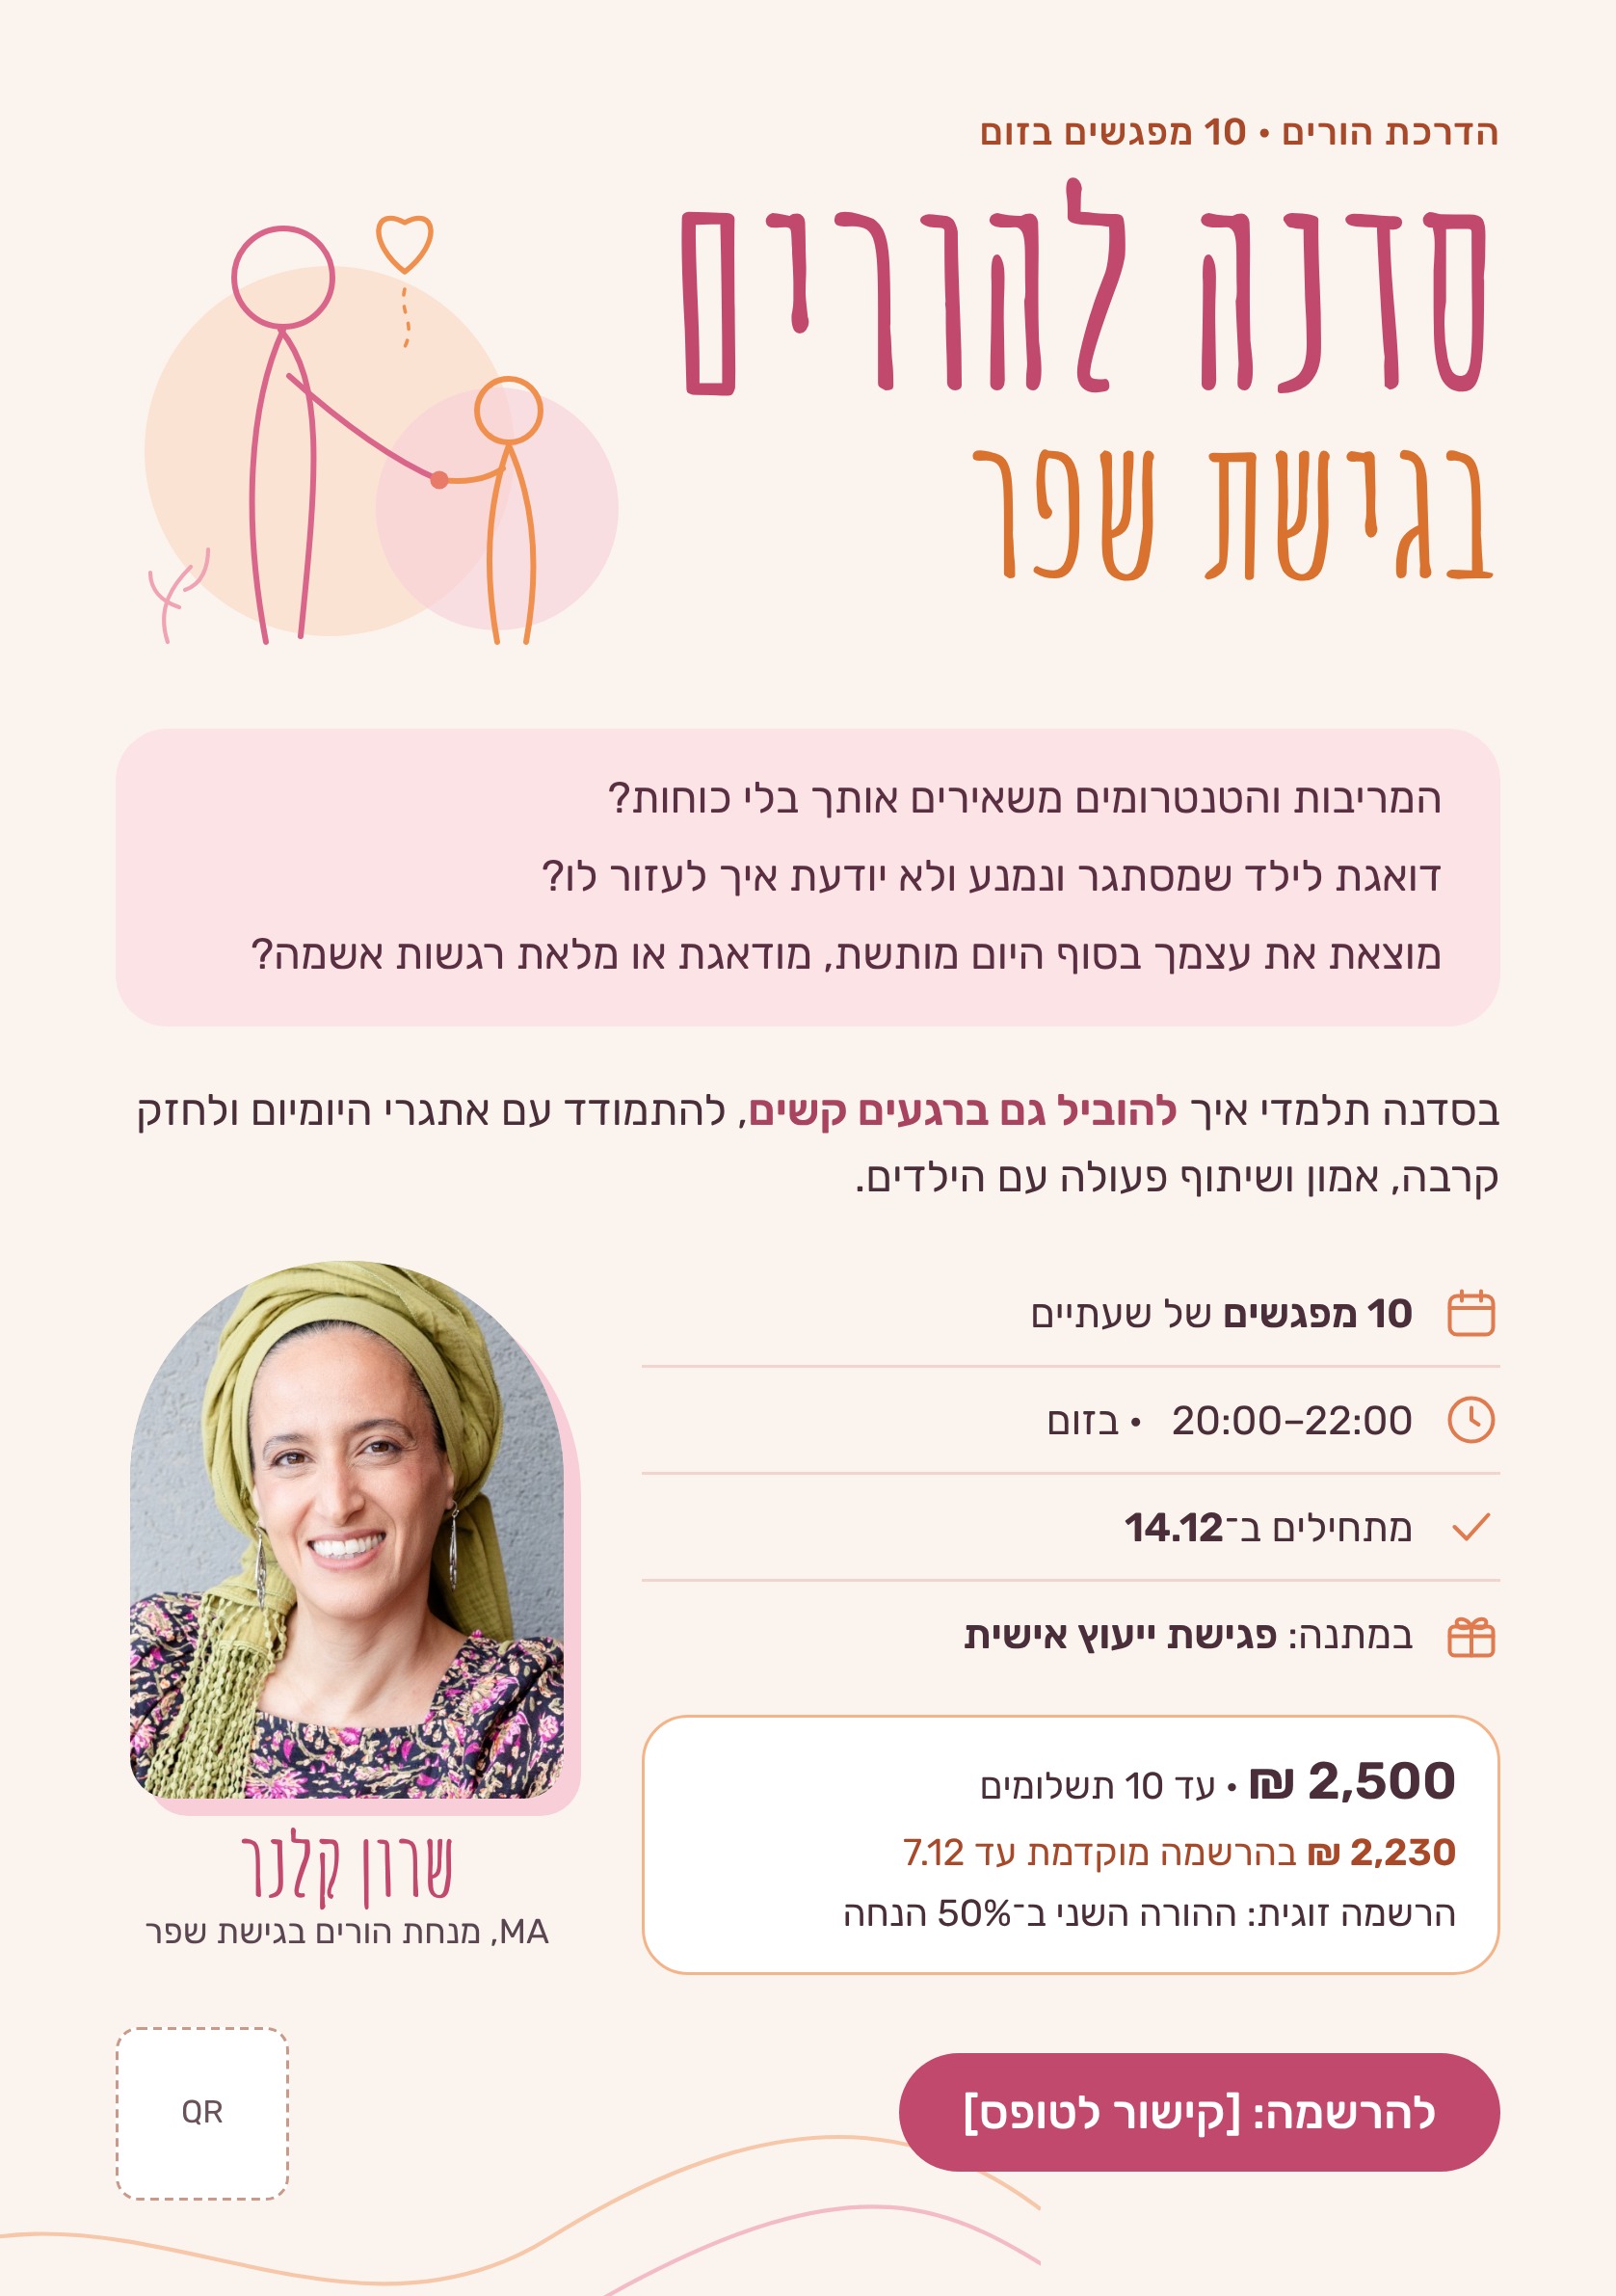 הדרכת הורים • 10 מפגשים בזום
סדנה להורים
בגישת שפר
המריבות והטנטרומים משאירים אותך בלי כוחות?
דואגת לילד שמסתגר ונמנע ולא יודעת איך לעזור לו?
מוצאת את עצמך בסוף היום מותשת, מודאגת או מלאת רגשות אשמה?
בסדנה תלמדי איך להוביל גם ברגעים קשים, להתמודד עם אתגרי היומיום ולחזק
קרבה, אמון ושיתוף פעולה עם הילדים.
10 מפגשים של שעתיים
20:00–22:00 • בזום
מתחילים ב־14.12
במתנה: פגישת ייעוץ אישית
2,500 ₪ • עד 10 תשלומים
2,230 ₪ בהרשמה מוקדמת עד 7.12
הרשמה זוגית: ההורה השני ב־50% הנחה
שרון קלנר
MA, מנחת הורים בגישת שפר
להרשמה: [קישור לטופס]
QR